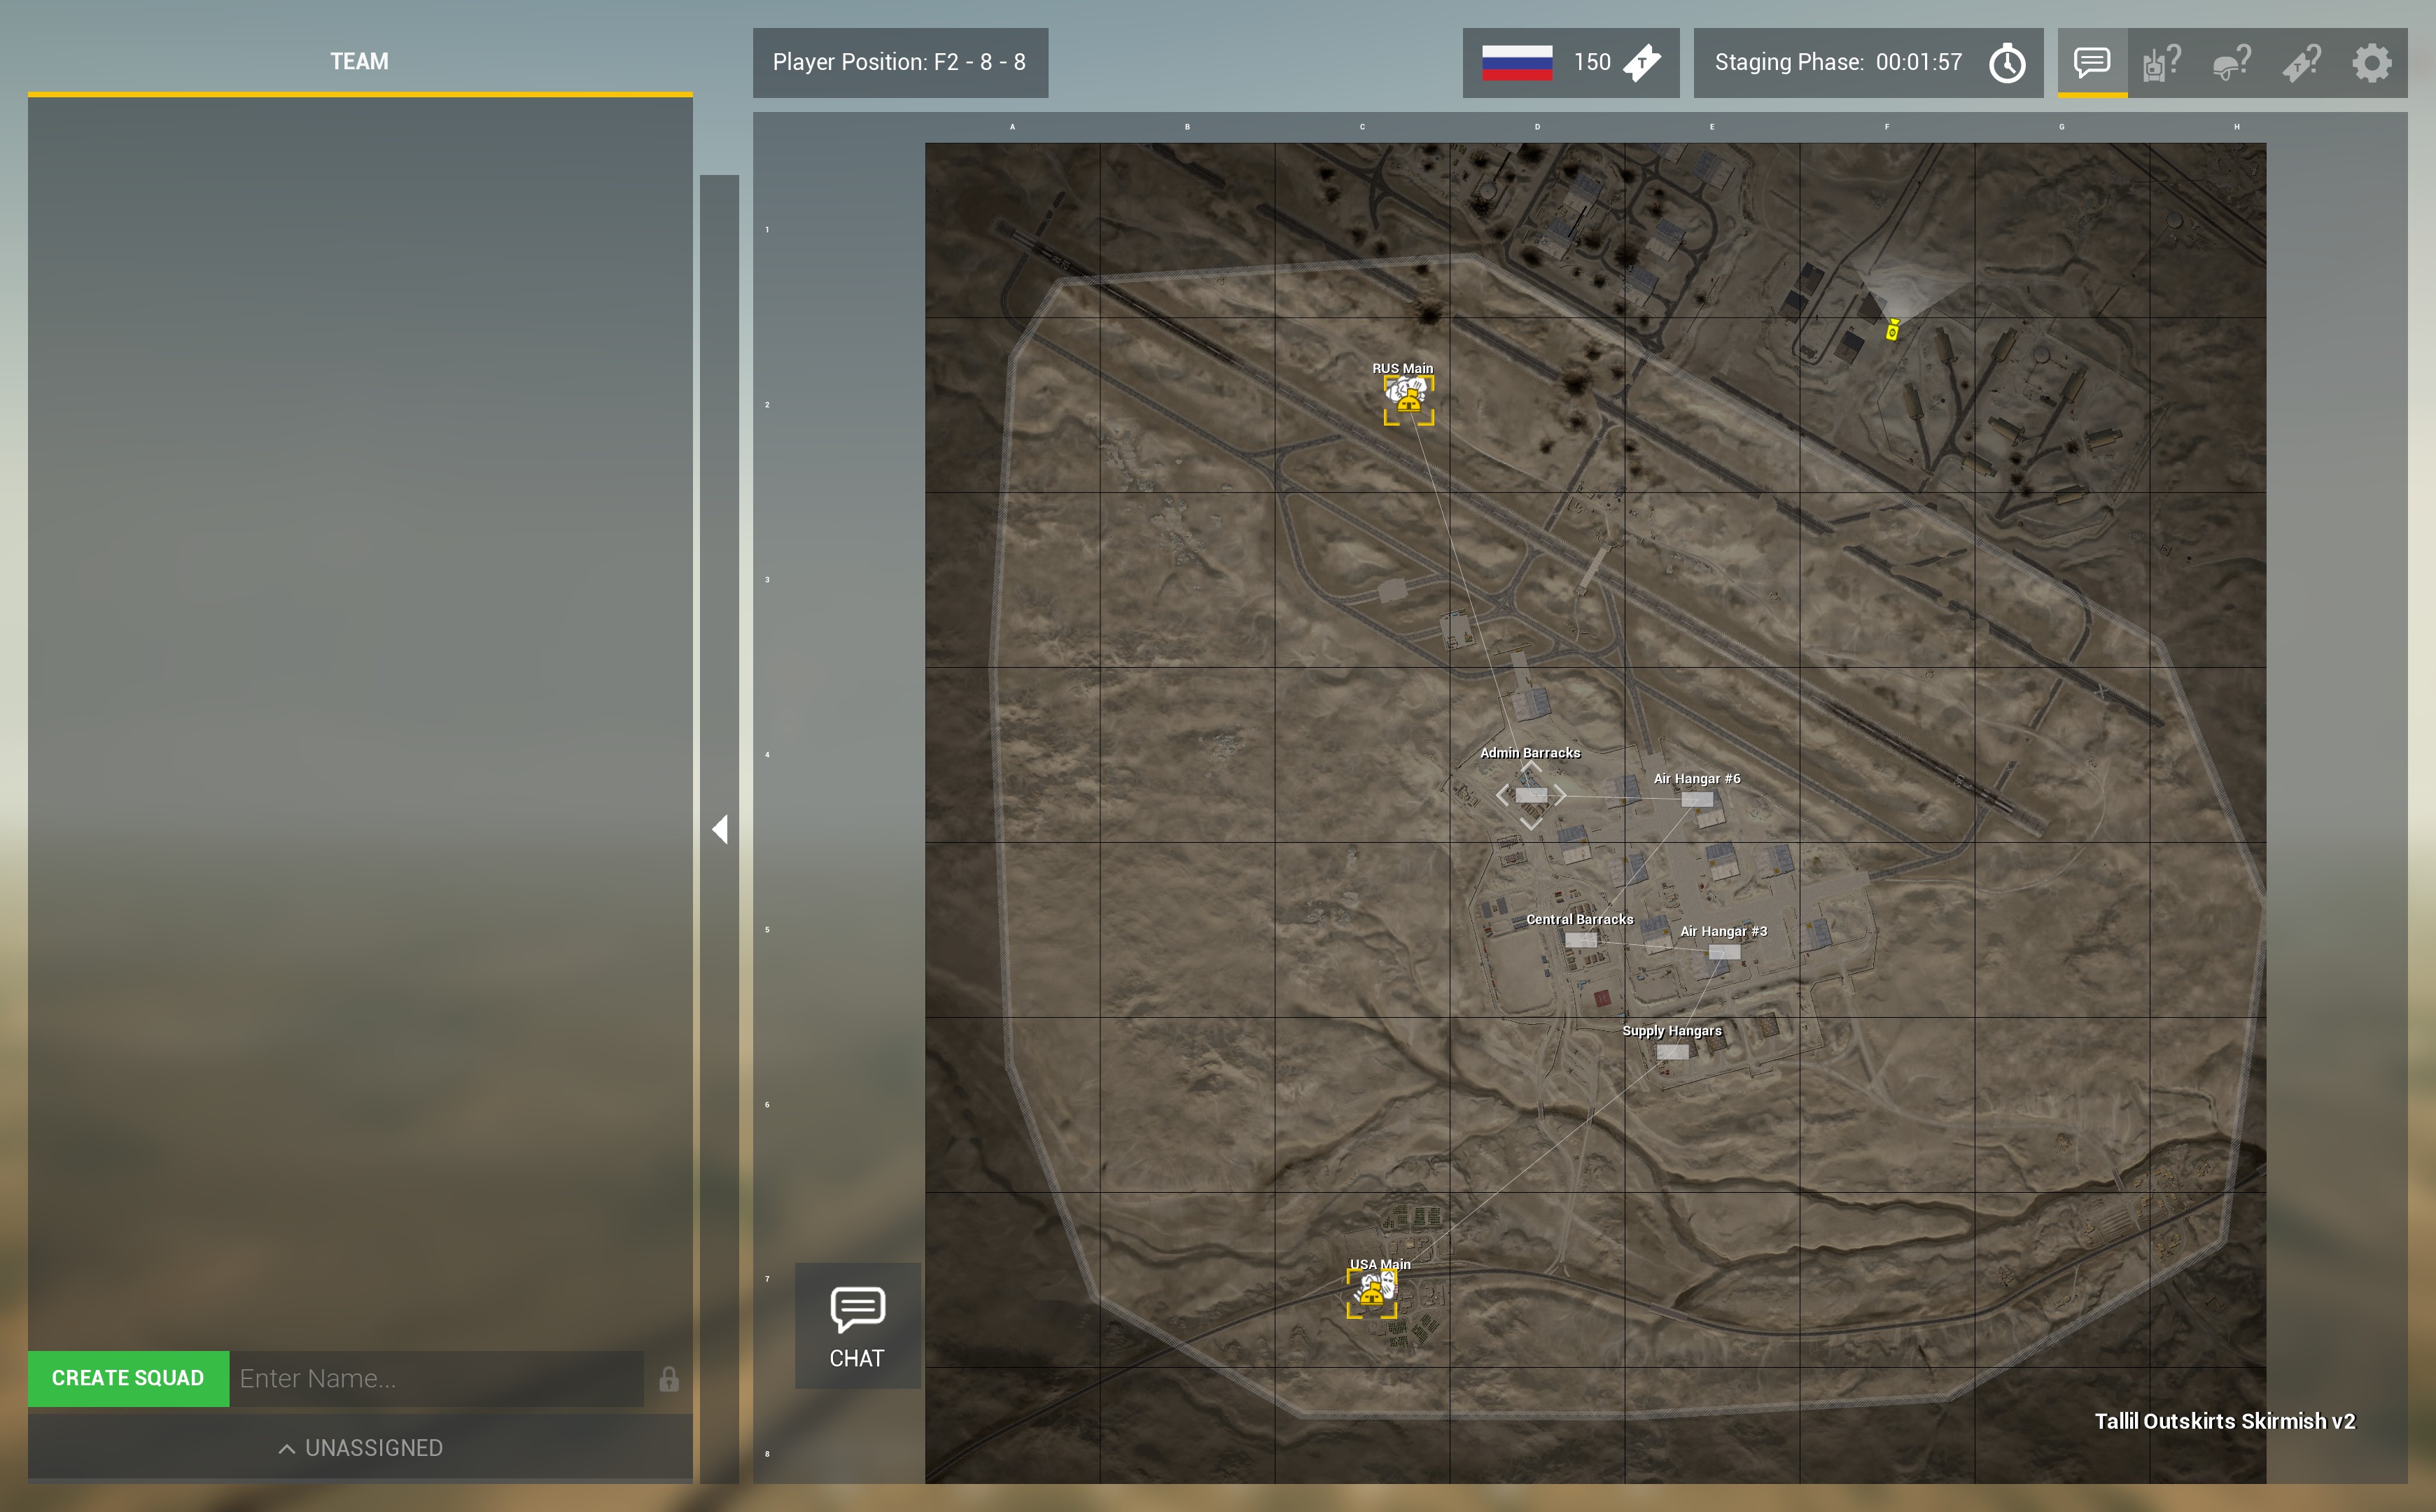 TEAM
Player Position: F2 - 8 - 8
150
T
Staging Phase: 00:01:57
?
?
T ?
A B C D E F G H
1
2
3
4
5
6
7
8
RUS Main
Admin Barracks
Air Hangar #6
Central Barracks
Air Hangar #3
Supply Hangars
USA Main
CHAT
CREATE SQUAD
Enter Name...
UNASSIGNED
Tallil Outskirts Skirmish v2